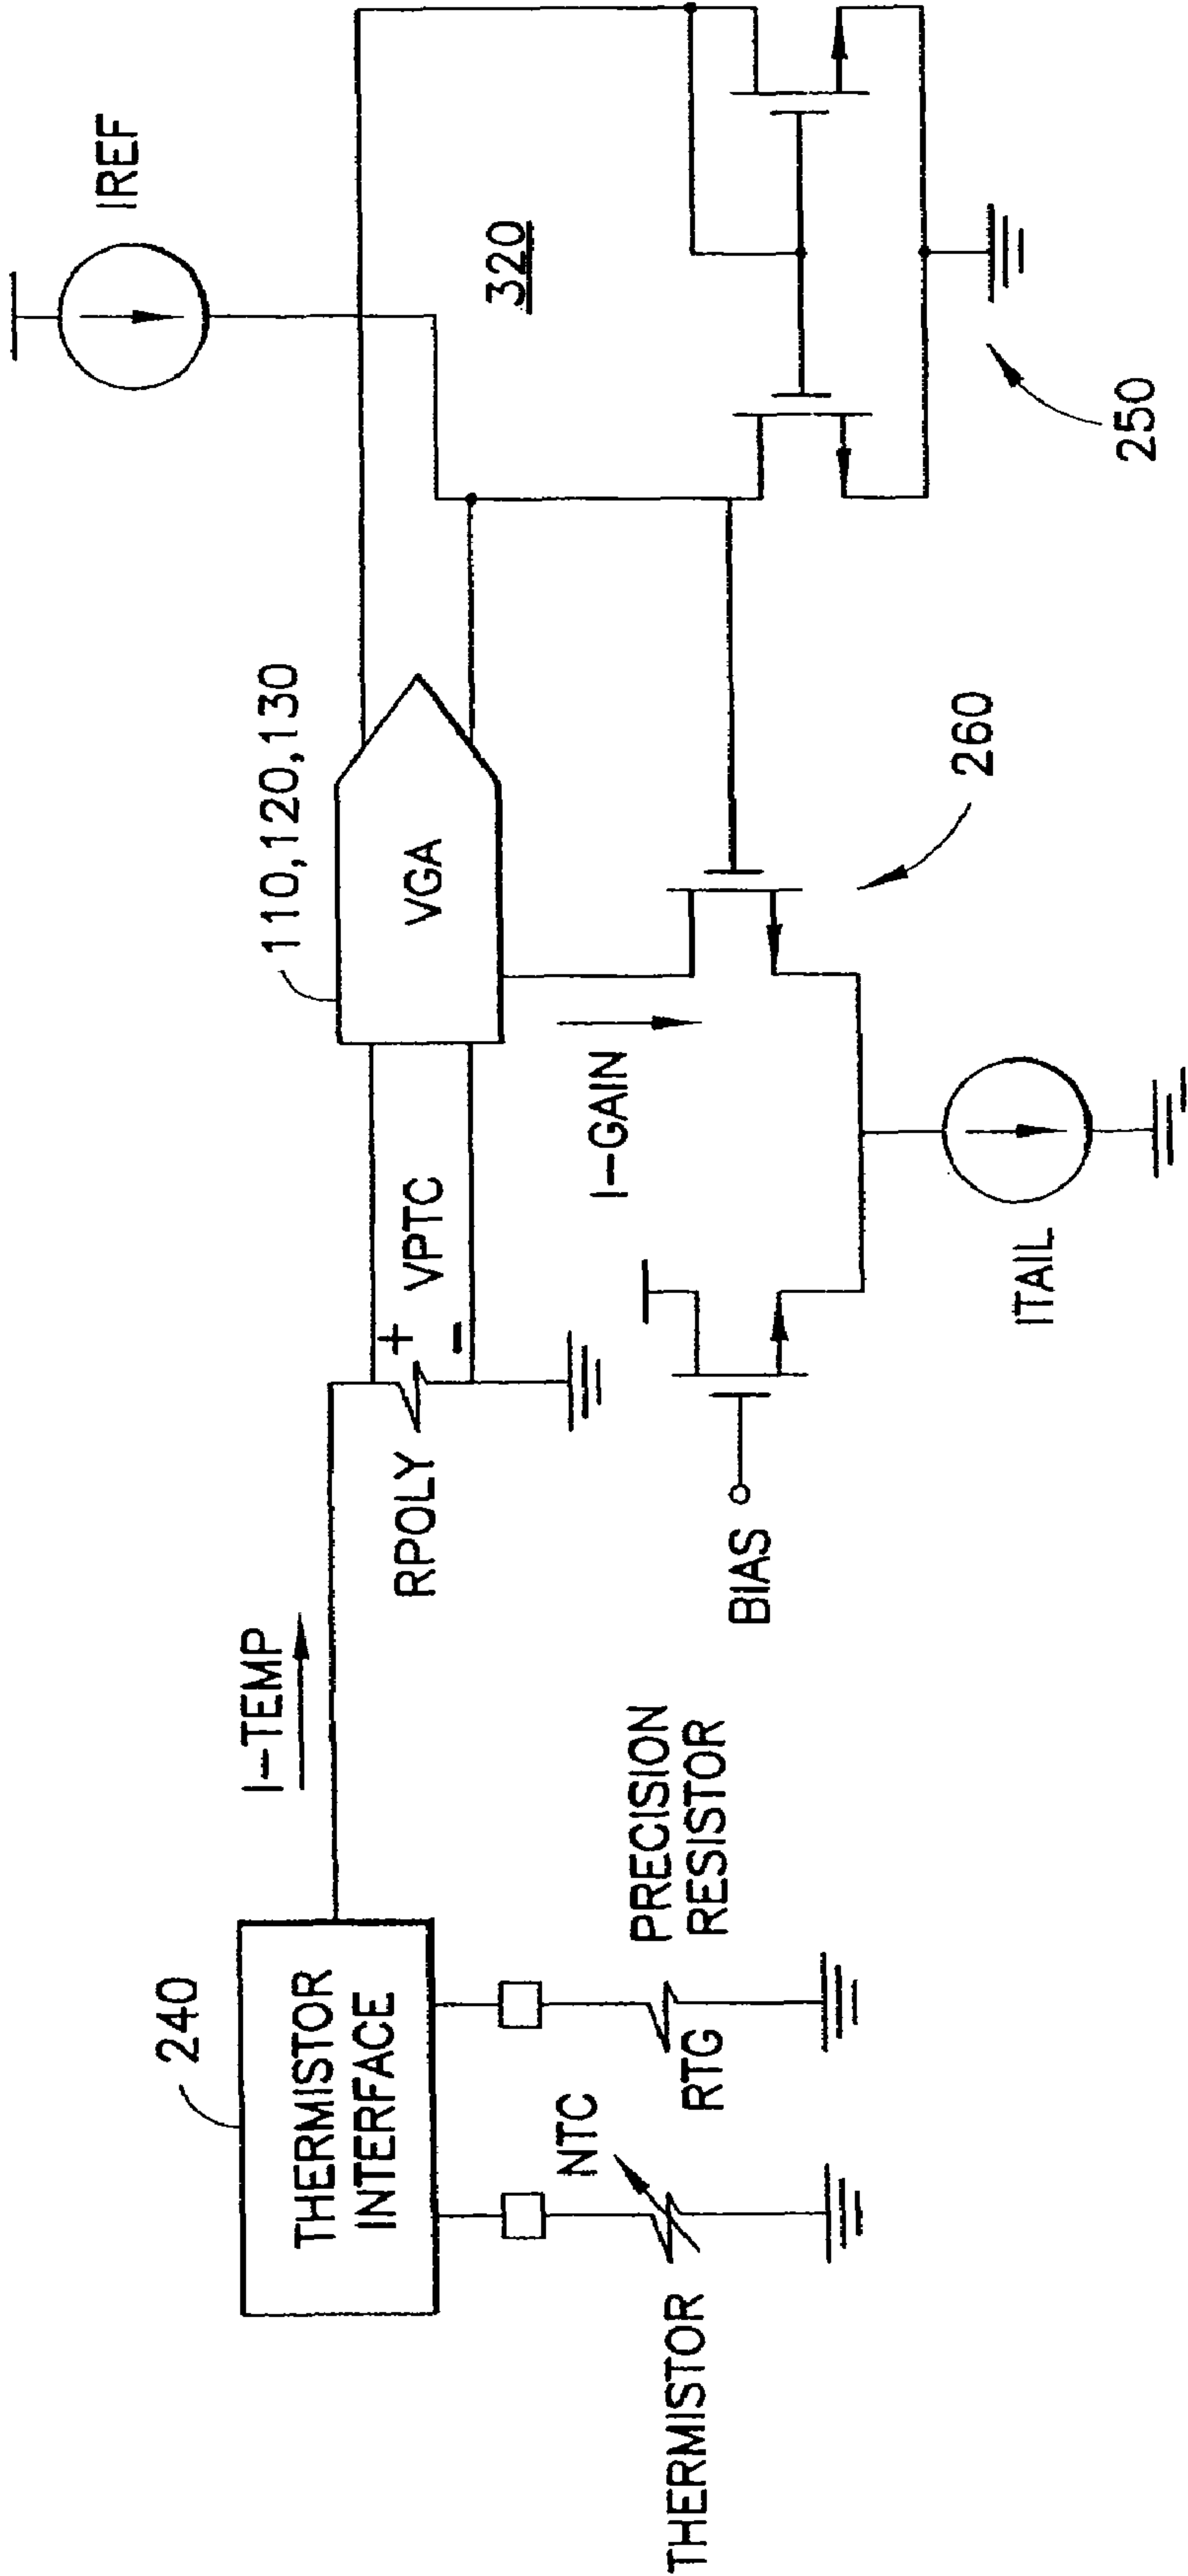 240
THERMISTOR
INTERFACE
I-TEMP
110,120,130
VGA
IREF
320
RPOLY
+
VPTC
-
I-GAIN
NTC
THERMISTOR
RTG
PRECISION
RESISTOR
BIAS
ITAIL
260
250